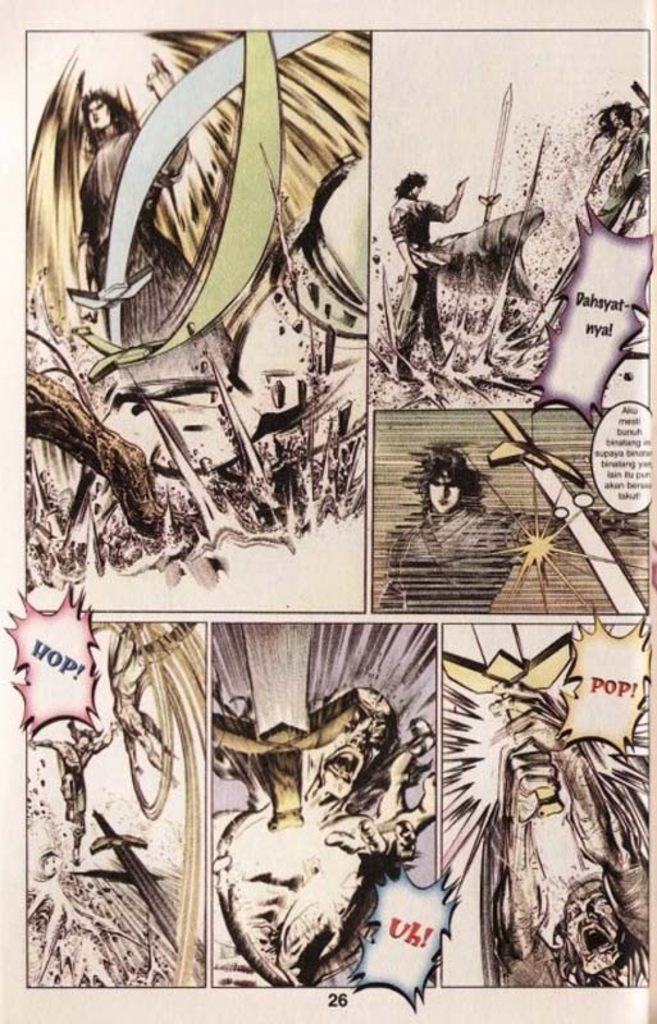 Dahsyat-
nya!
Aku
mesti
bunuh
binatang ini
supaya binatang
binatang yang
lain itu pun
akan berasa
takut!
HOP!
Uh!
POP!
26